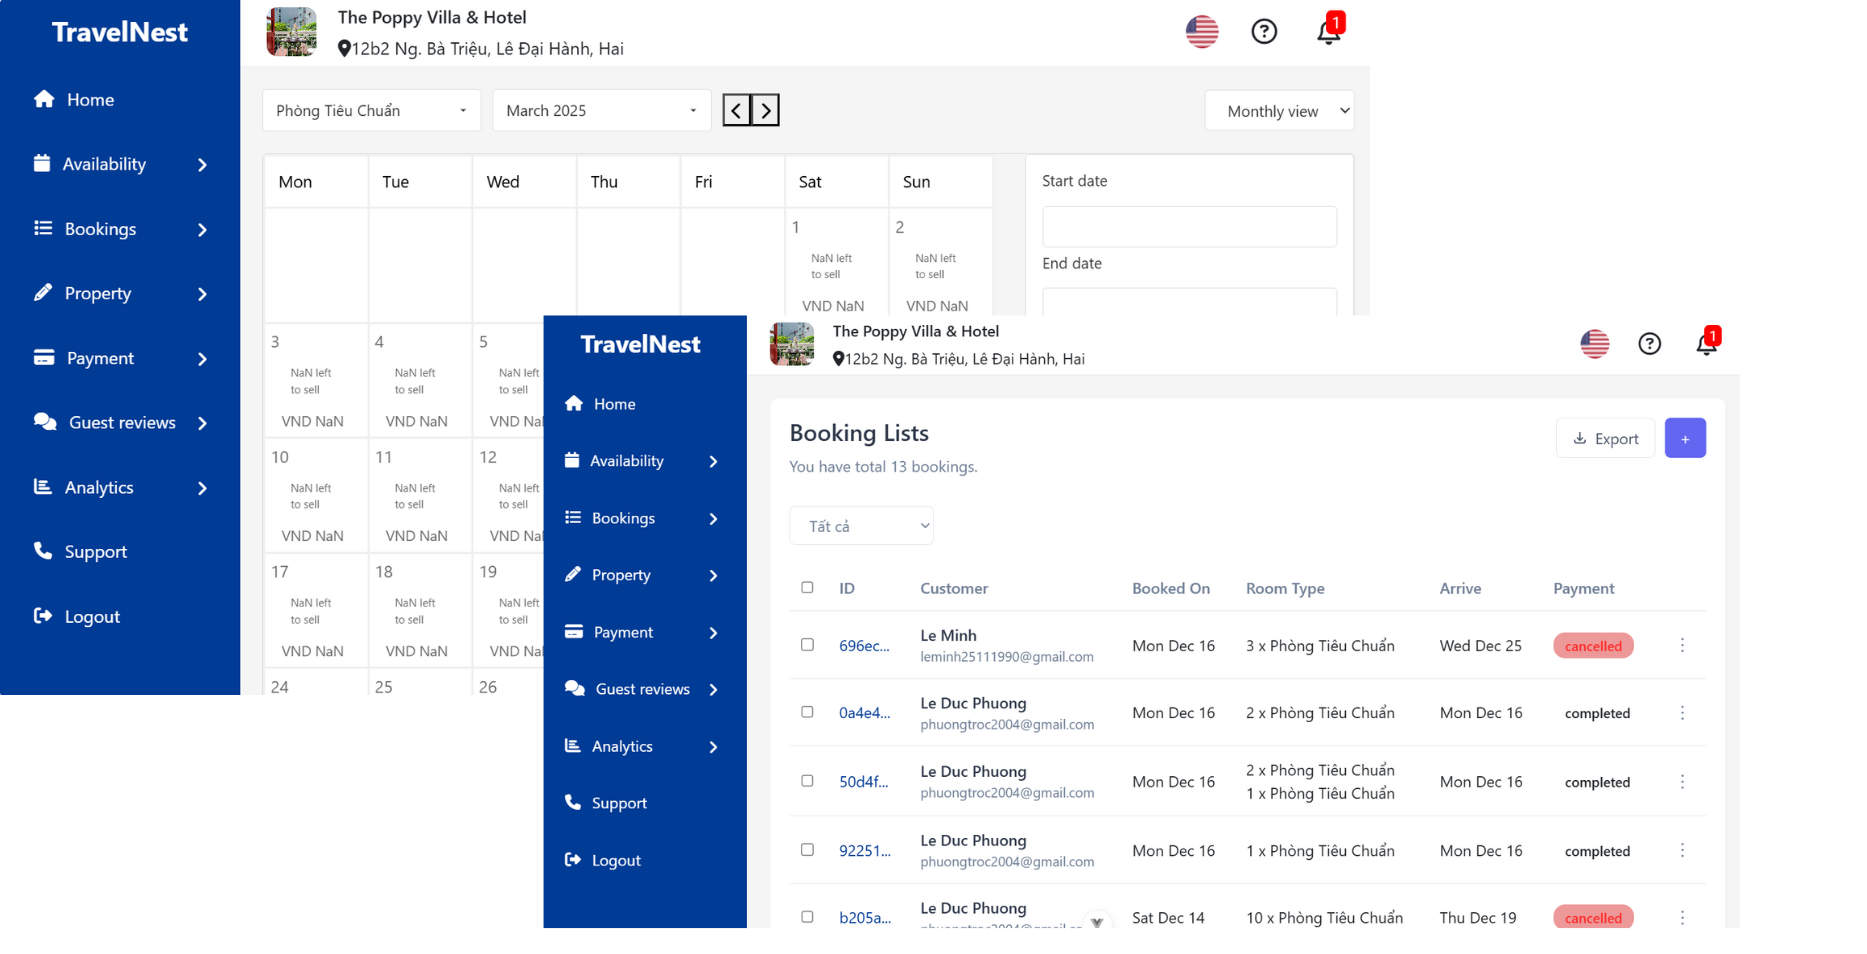 TravelNest
Home
Availability
Bookings
Property
Payment
Guest reviews
Analytics
Support
Logout
The Poppy Villa & Hotel
12b2 Ng. Bà Triệu, Lê Đại Hành, Hai
1
Phòng Tiêu Chuẩn
March 2025
Monthly view
Mon Tue Wed Thu Fri Sat Sun
1 2
NaN left NaN left
to sell to sell
VND NaN VND NaN
3 4 5
NaN left NaN left NaN left
to sell to sell to sell
VND NaN VND NaN VND Na
10 11 12
NaN left NaN left NaN left
to sell to sell to sell
VND NaN VND NaN VND Na
17 18 19
NaN left NaN left NaN left
to sell to sell to sell
VND NaN VND NaN VND Na
24 25 26
Start date
End date
TravelNest
Home
Availability
Bookings
Property
Payment
Guest reviews
Analytics
Support
Logout
The Poppy Villa & Hotel
12b2 Ng. Bà Triệu, Lê Đại Hành, Hai
1
Booking Lists
You have total 13 bookings.
Export
+
Tất cả
ID Customer Booked On Room Type Arrive Payment
696ec... Le Minh Mon Dec 16 3 x Phòng Tiêu Chuẩn Wed Dec 25 cancelled
leminh25111990@gmail.com
0a4e4... Le Duc Phuong Mon Dec 16 2 x Phòng Tiêu Chuẩn Mon Dec 16 completed
phuongtroc2004@gmail.com
50d4f... Le Duc Phuong Mon Dec 16 2 x Phòng Tiêu Chuẩn Mon Dec 16 completed
phuongtroc2004@gmail.com 1 x Phòng Tiêu Chuẩn
92251... Le Duc Phuong Mon Dec 16 1 x Phòng Tiêu Chuẩn Mon Dec 16 completed
phuongtroc2004@gmail.com
b205a... Le Duc Phuong Sat Dec 14 10 x Phòng Tiêu Chuẩn Thu Dec 19 cancelled